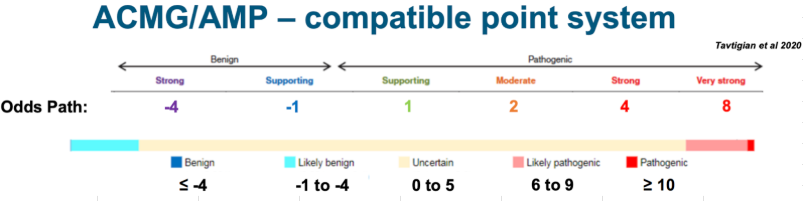 ACMG/AMP – compatible point system
Tavtigian et al 2020
Benign Pathogenic
Strong Supporting Supporting Moderate Strong Very strong
Odds Path: -4 -1 1 2 4 8
Benign Likely benign Uncertain Likely pathogenic Pathogenic
≤ -4 -1 to -4 0 to 5 6 to 9 ≥ 10